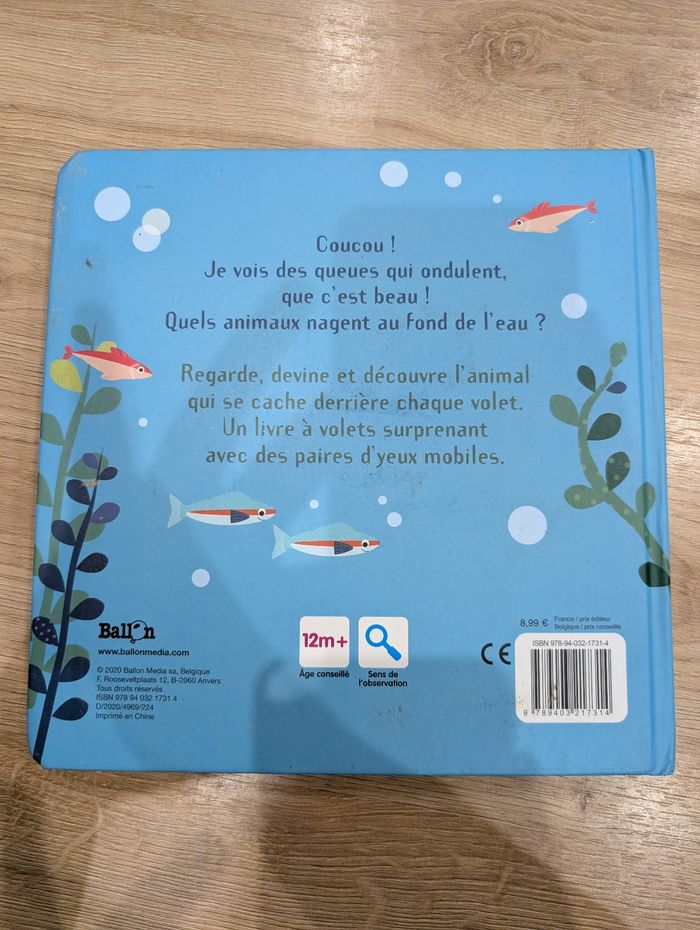 Coucou !
Je vois des queues qui ondulent,
que c'est beau !
Quels animaux nagent au fond de l'eau ?
Regarde, devine et découvre l'animal
qui se cache derrière chaque volet.
Un livre à volets surprenant
avec des paires d'yeux mobiles.
Ballon
www.ballonmedia.com
© 2020 Ballon Media sa, Belgique
F. Rooseveltplaats 12, B-2060 Anvers
Tous droits réservés
ISBN 978 94 032 1731 4
D/2020/4969/224
Imprimé en Chine
12m+
Âge conseillé
Sens de
l'observation
CE
8,99 €
France / prix éditeur
Belgique / prix conseillé
ISBN 978-94-032-1731-4
9 789403 217314